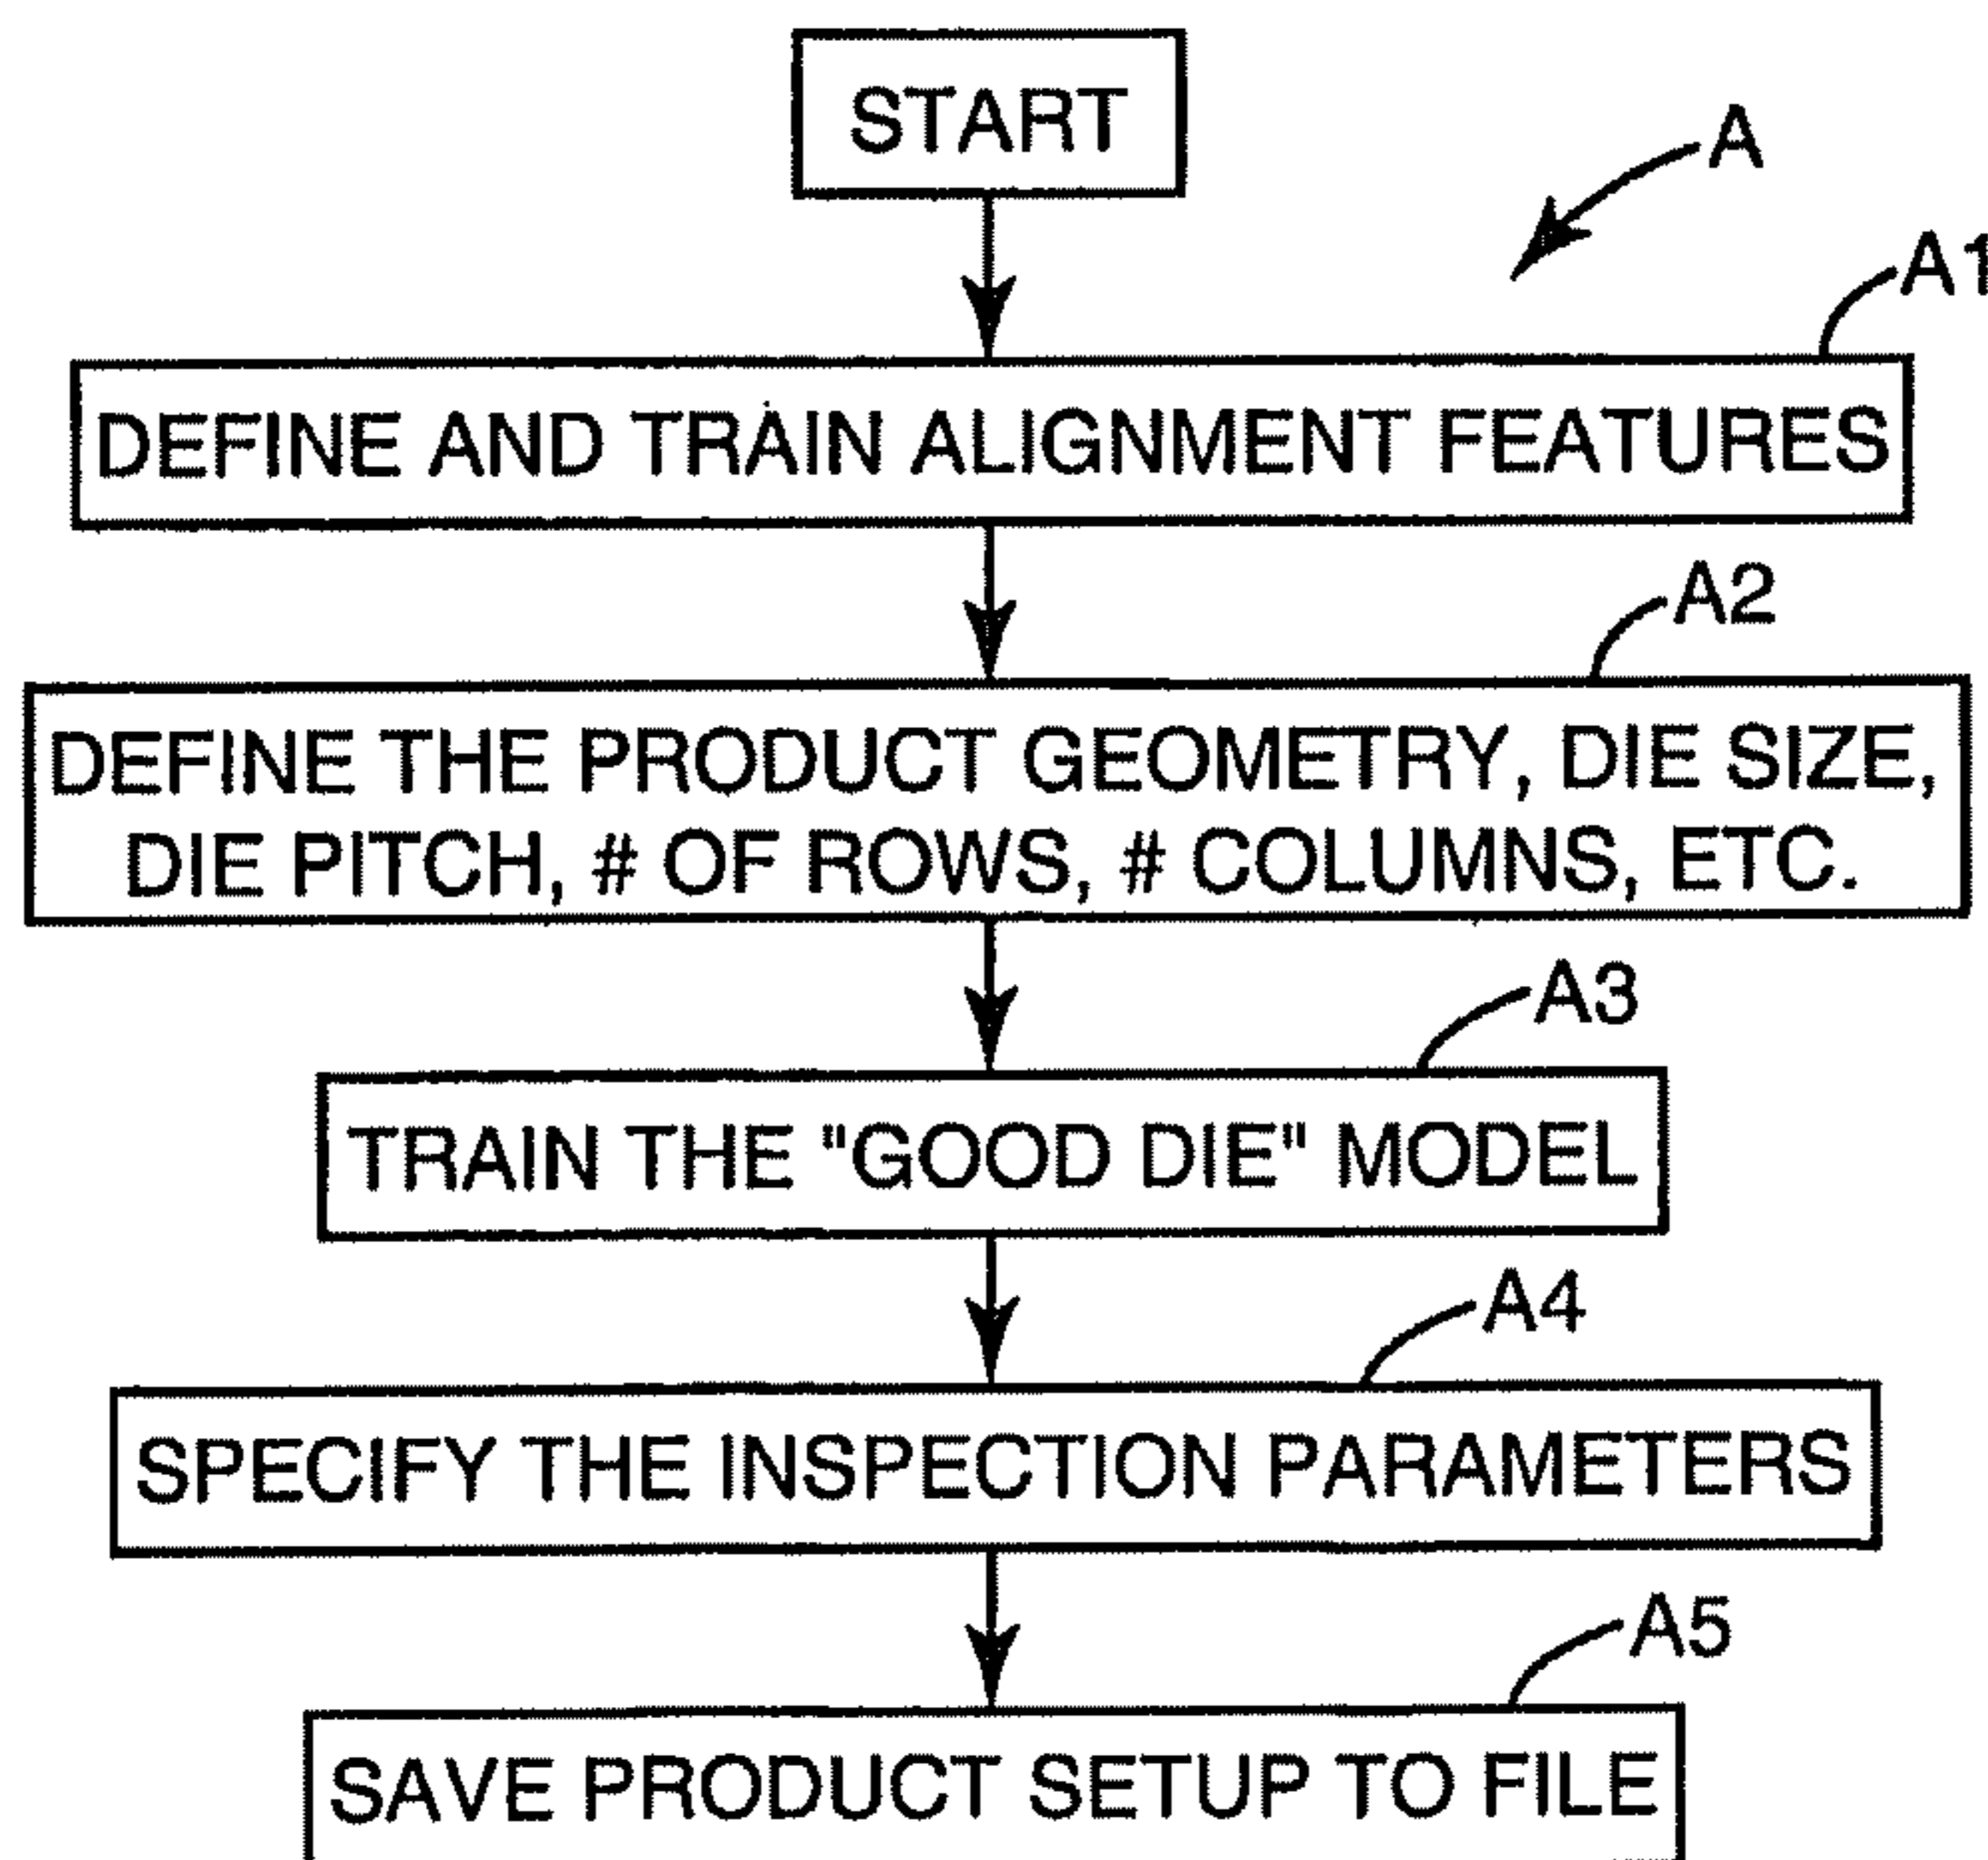 START
A
A1
DEFINE AND TRAIN ALIGNMENT FEATURES
A2
DEFINE THE PRODUCT GEOMETRY, DIE SIZE,
DIE PITCH, # OF ROWS, # COLUMNS, ETC.
A3
TRAIN THE "GOOD DIE" MODEL
A4
SPECIFY THE INSPECTION PARAMETERS
A5
SAVE PRODUCT SETUP TO FILE